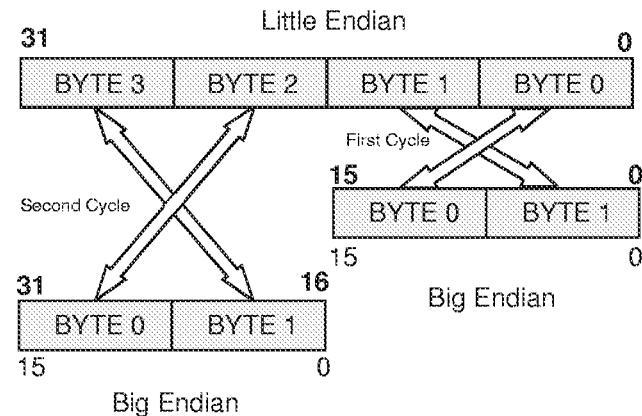 Little Endian
31 0
BYTE 3 BYTE 2 BYTE 1 BYTE 0
First Cycle
15 0
Second Cycle
BYTE 0 BYTE 1
15 0
31 16
Big Endian
BYTE 0 BYTE 1
15 0
Big Endian